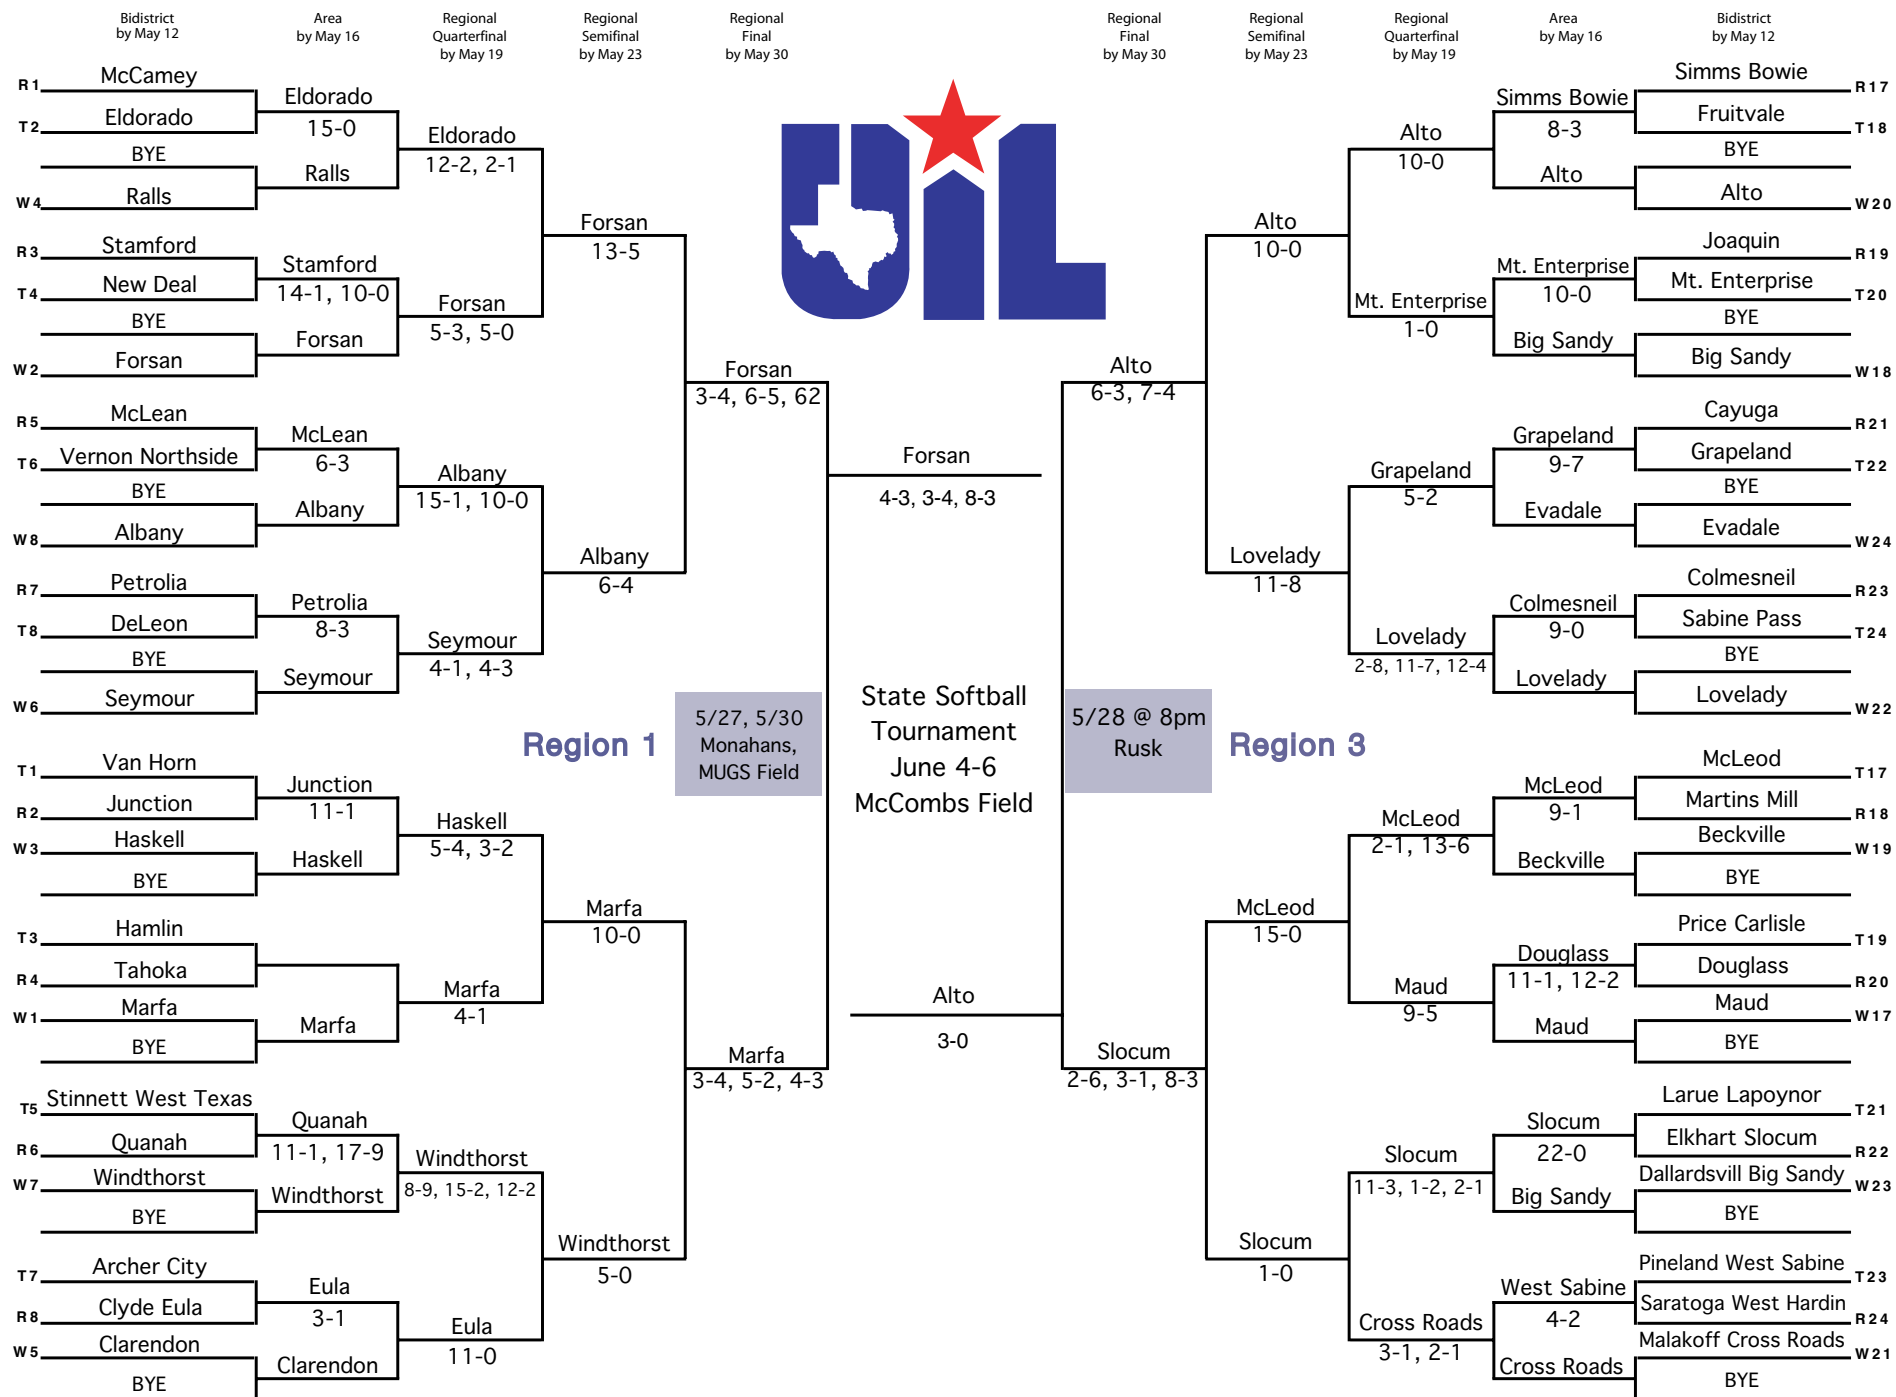 Bidistrict
by May 12
Area
by May 16
Regional
Quarterfinal
by May 19
Regional
Semifinal
by May 23
Regional
Final
by May 30
Regional
Final
by May 30
Regional
Semifinal
by May 23
Regional
Quarterfinal
by May 19
Area
by May 16
Bidistrict
by May 12
UIL
R1 McCamey
T2 Eldorado
BYE
W4 Ralls
R3 Stamford
T4 New Deal
BYE
W2 Forsan
R5 McLean
T6 Vernon Northside
BYE
W8 Albany
R7 Petrolia
T8 DeLeon
BYE
W6 Seymour
T1 Van Horn
R2 Junction
W3 Haskell
BYE
T3 Hamlin
R4 Tahoka
W1 Marfa
BYE
T5 Stinnett West Texas
R6 Quanah
W7 Windthorst
BYE
T7 Archer City
R8 Clyde Eula
W5 Clarendon
BYE
Eldorado
15-0
Ralls
Stamford
14-1, 10-0
Forsan
McLean
6-3
Albany
Petrolia
8-3
Seymour
Junction
11-1
Haskell
Marfa
Quanah
11-1, 17-9
Windthorst
Eula
3-1
Clarendon
Eldorado
12-2, 2-1
Forsan
5-3, 5-0
Albany
15-1, 10-0
Seymour
4-1, 4-3
Haskell
5-4, 3-2
Marfa
4-1
Windthorst
8-9, 15-2, 12-2
Eula
11-0
Forsan
13-5
Albany
6-4
Region 1
Marfa
10-0
Windthorst
5-0
Forsan
3-4, 6-5, 62
5/27, 5/30
Monahans,
MUGS Field
Marfa
3-4, 5-2, 4-3
Forsan
4-3, 3-4, 8-3
State Softball
Tournament
June 4-6
McCombs Field
Alto
3-0
Alto
6-3, 7-4
5/28 @ 8pm
Rusk
Slocum
2-6, 3-1, 8-3
Alto
10-0
Lovelady
11-8
Region 3
McLeod
15-0
Slocum
1-0
Alto
10-0
Mt. Enterprise
1-0
Grapeland
5-2
Lovelady
2-8, 11-7, 12-4
McLeod
2-1, 13-6
Maud
9-5
Slocum
11-3, 1-2, 2-1
Cross Roads
3-1, 2-1
Simms Bowie
8-3
Alto
Mt. Enterprise
10-0
Big Sandy
Grapeland
9-7
Evadale
Colmesneil
9-0
Lovelady
McLeod
9-1
Beckville
Douglass
11-1, 12-2
Maud
Slocum
22-0
Big Sandy
West Sabine
4-2
Cross Roads
Simms Bowie R17
Fruitvale T18
BYE
Alto W20
Joaquin R19
Mt. Enterprise T20
BYE
Big Sandy W18
Cayuga R21
Grapeland T22
BYE
Evadale W24
Colmesneil R23
Sabine Pass T24
BYE
Lovelady W22
McLeod T17
Martins Mill R18
Beckville W19
BYE
Price Carlisle T19
Douglass R20
Maud W17
BYE
Larue Lapoynor T21
Elkhart Slocum R22
Dallardsvill Big Sandy W23
BYE
Pineland West Sabine T23
Saratoga West Hardin R24
Malakoff Cross Roads W21
BYE